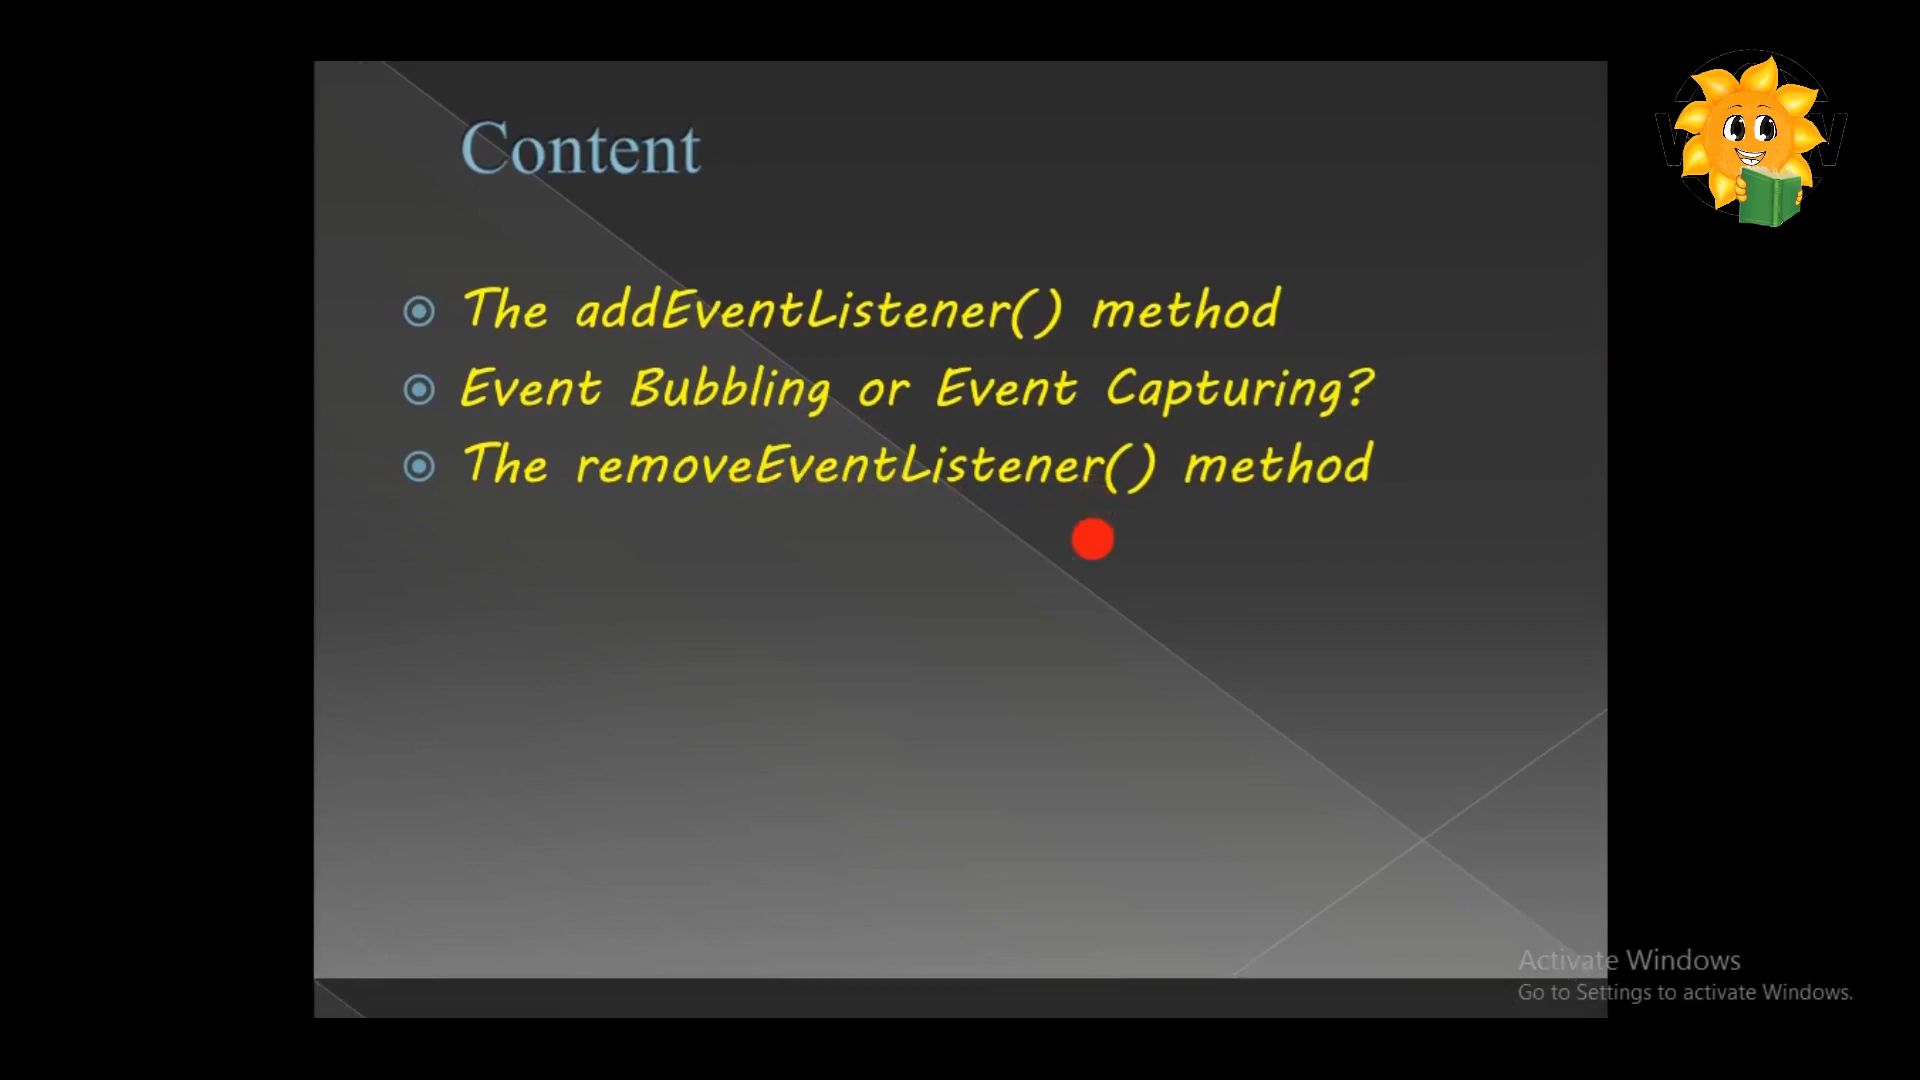 Content
The addEventListener() method
Event Bubbling or Event Capturing?
The removeEventListener() method
Activate Windows
Go to Settings to activate Windows.